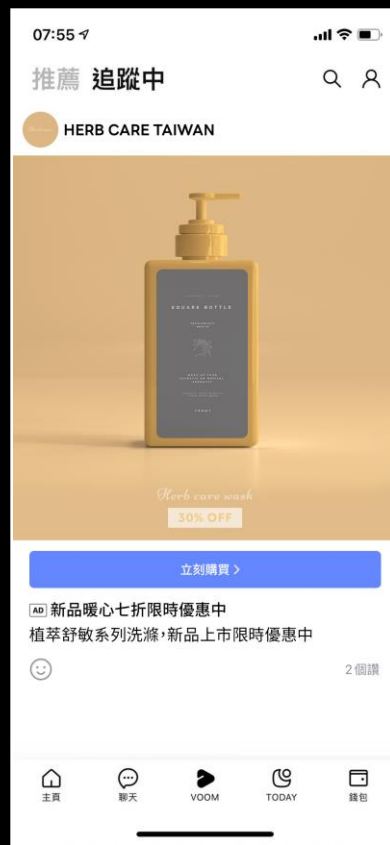 07:55
推薦 追蹤中
HERB CARE TAIWAN
SQUARE BOTTLE
Herb care wash
30% OFF
立刻購買 >
AD 新品暖心七折限時優惠中
植萃舒敏系列洗滌,新品上市限時優惠中
2個讚
主頁 聊天 VOOM TODAY 錢包